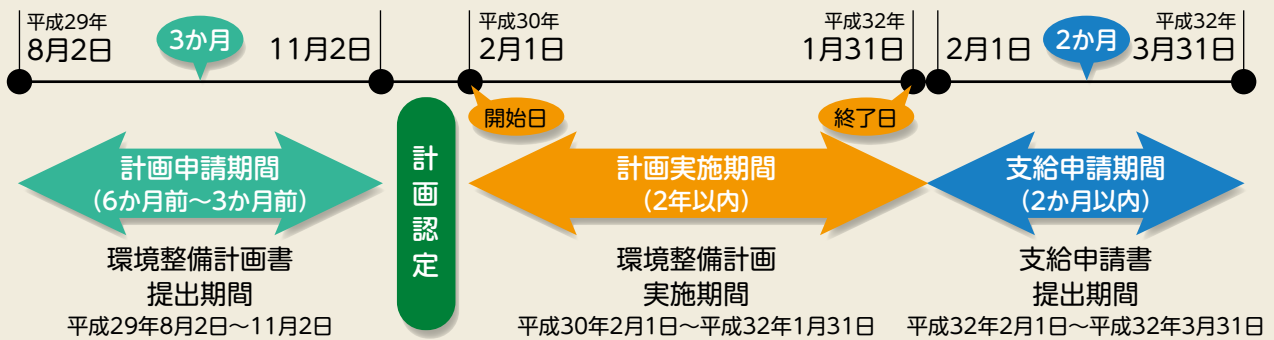 平成29年
8月2日
3か月
11月2日
平成30年
2月1日
平成32年
1月31日
2月1日
2か月
平成32年
3月31日
開始日
終了日
計画申請期間
(6か月前～3か月前)
計画認定
計画実施期間
(2年以内)
支給申請期間
(2か月以内)
環境整備計画書
提出期間
平成29年8月2日～11月2日
環境整備計画
実施期間
平成30年2月1日～平成32年1月31日
支給申請書
提出期間
平成32年2月1日～平成32年3月31日